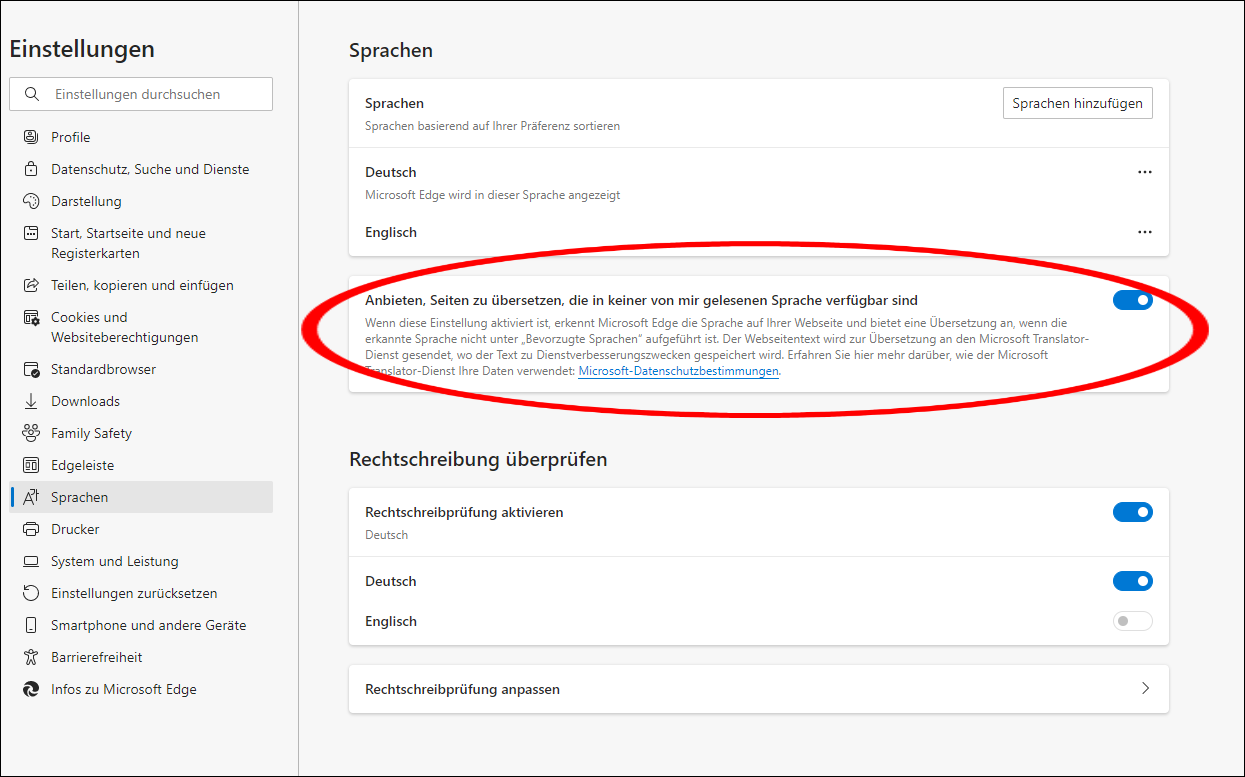 Einstellungen
Einstellungen durchsuchen
Profile
Datenschutz, Suche und Dienste
Darstellung
Start, Startseite und neue
Registerkarten
Teilen, kopieren und einfügen
Cookies und
Websiteberechtigungen
Standardbrowser
Downloads
Family Safety
Edgeleiste
Sprachen
Drucker
System und Leistung
Einstellungen zurücksetzen
Smartphone und andere Geräte
Barrierefreiheit
Infos zu Microsoft Edge
Sprachen
Sprachen
Sprachen hinzufügen
Sprachen basierend auf Ihrer Präferenz sortieren
Deutsch
Microsoft Edge wird in dieser Sprache angezeigt
Englisch
Anbieten, Seiten zu übersetzen, die in keiner von mir gelesenen Sprache verfügbar sind
Wenn diese Einstellung aktiviert ist, erkennt Microsoft Edge die Sprache auf Ihrer Webseite und bietet eine Übersetzung an, wenn die
erkannte Sprache nicht unter „Bevorzugte Sprachen“ aufgeführt ist. Der Webseitentext wird zur Übersetzung an den Microsoft Translator-
Dienst gesendet, wo der Text zu Dienstverbesserungszwecken gespeichert wird. Erfahren Sie hier mehr darüber, wie der Microsoft
Translator-Dienst Ihre Daten verwendet: Microsoft-Datenschutzbestimmungen.
Rechtschreibung überprüfen
Rechtschreibprüfung aktivieren
Deutsch
Deutsch
Englisch
Rechtschreibprüfung anpassen